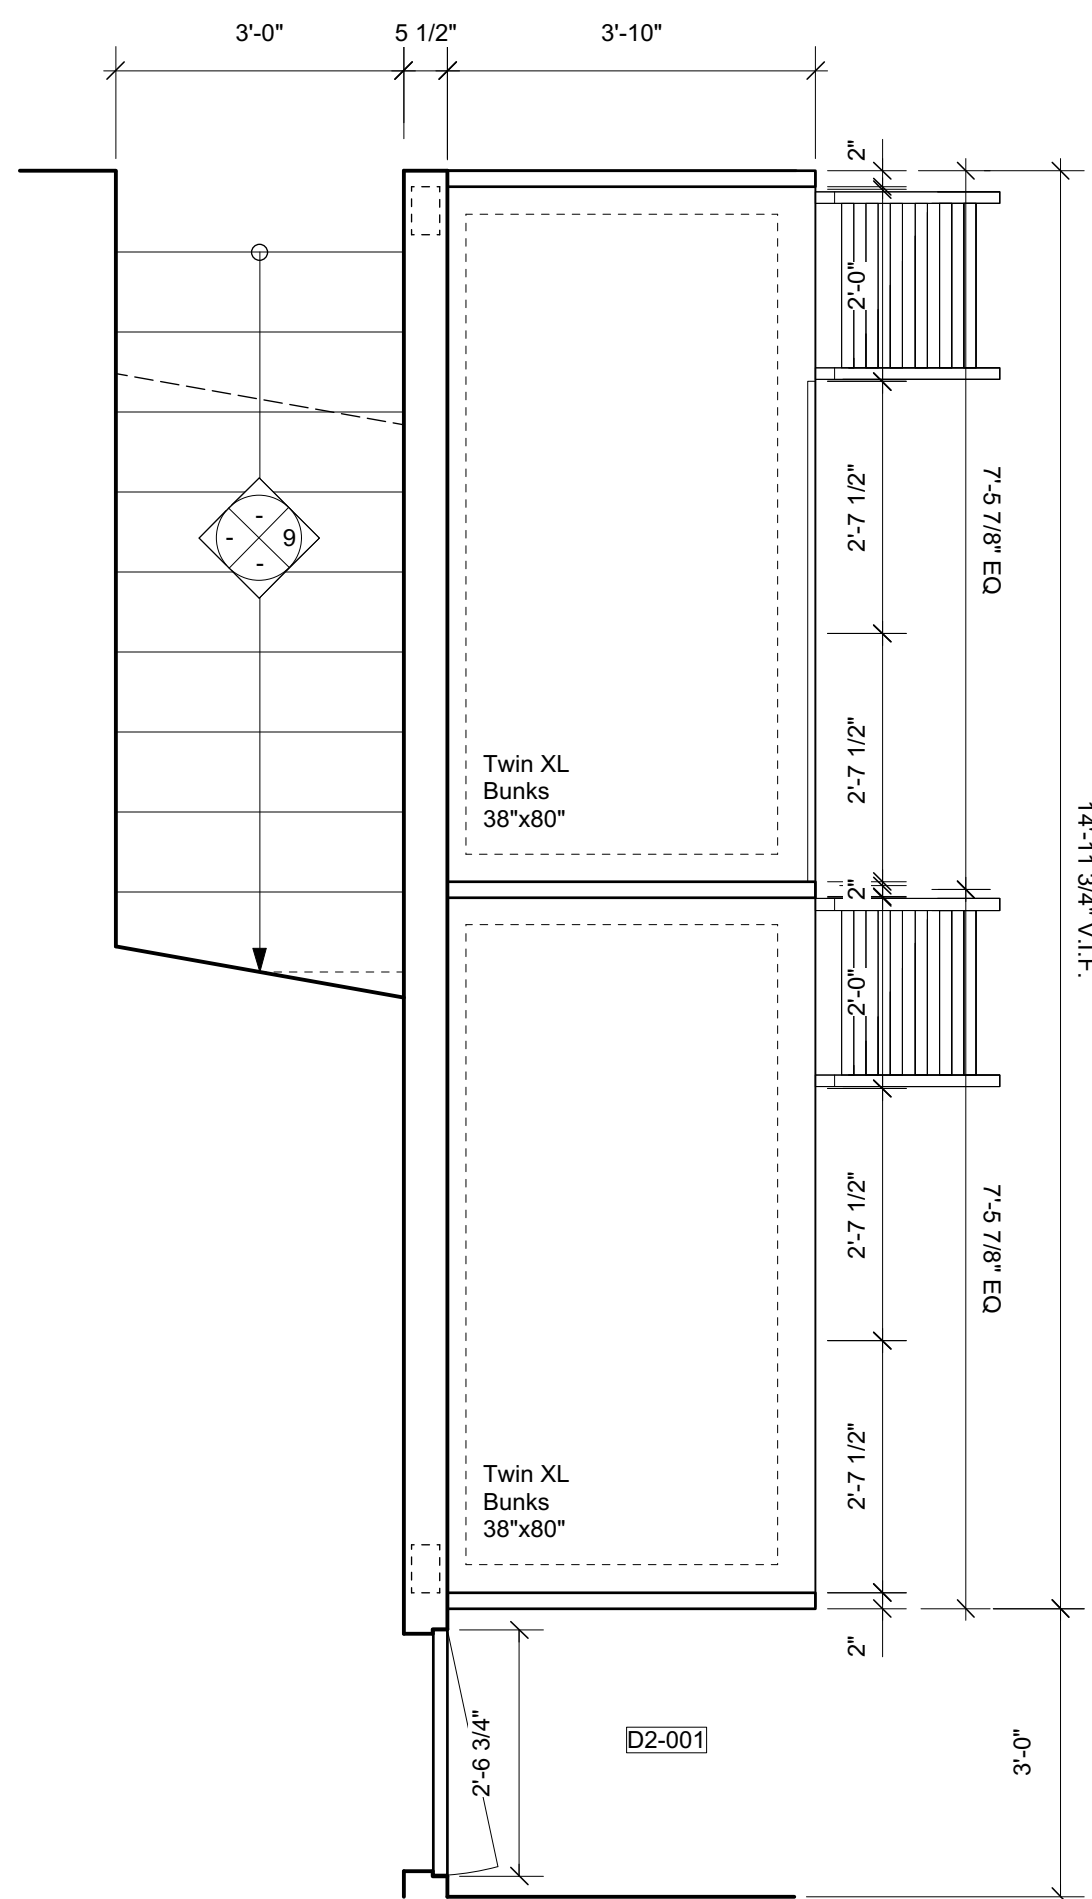 3'-0"
5 1/2"
3'-10"
2"
2'-0"
2'-7 1/2"
7'-5 7/8" EQ
-
-
9
-
2'-7 1/2"
Twin XL
Bunks
38"x80"
14'-11 3/4" V.I.F.
2"
2'-0"
2'-7 1/2"
7'-5 7/8" EQ
2'-7 1/2"
Twin XL
Bunks
38"x80"
2"
2'-6 3/4"
D2-001
3'-0"